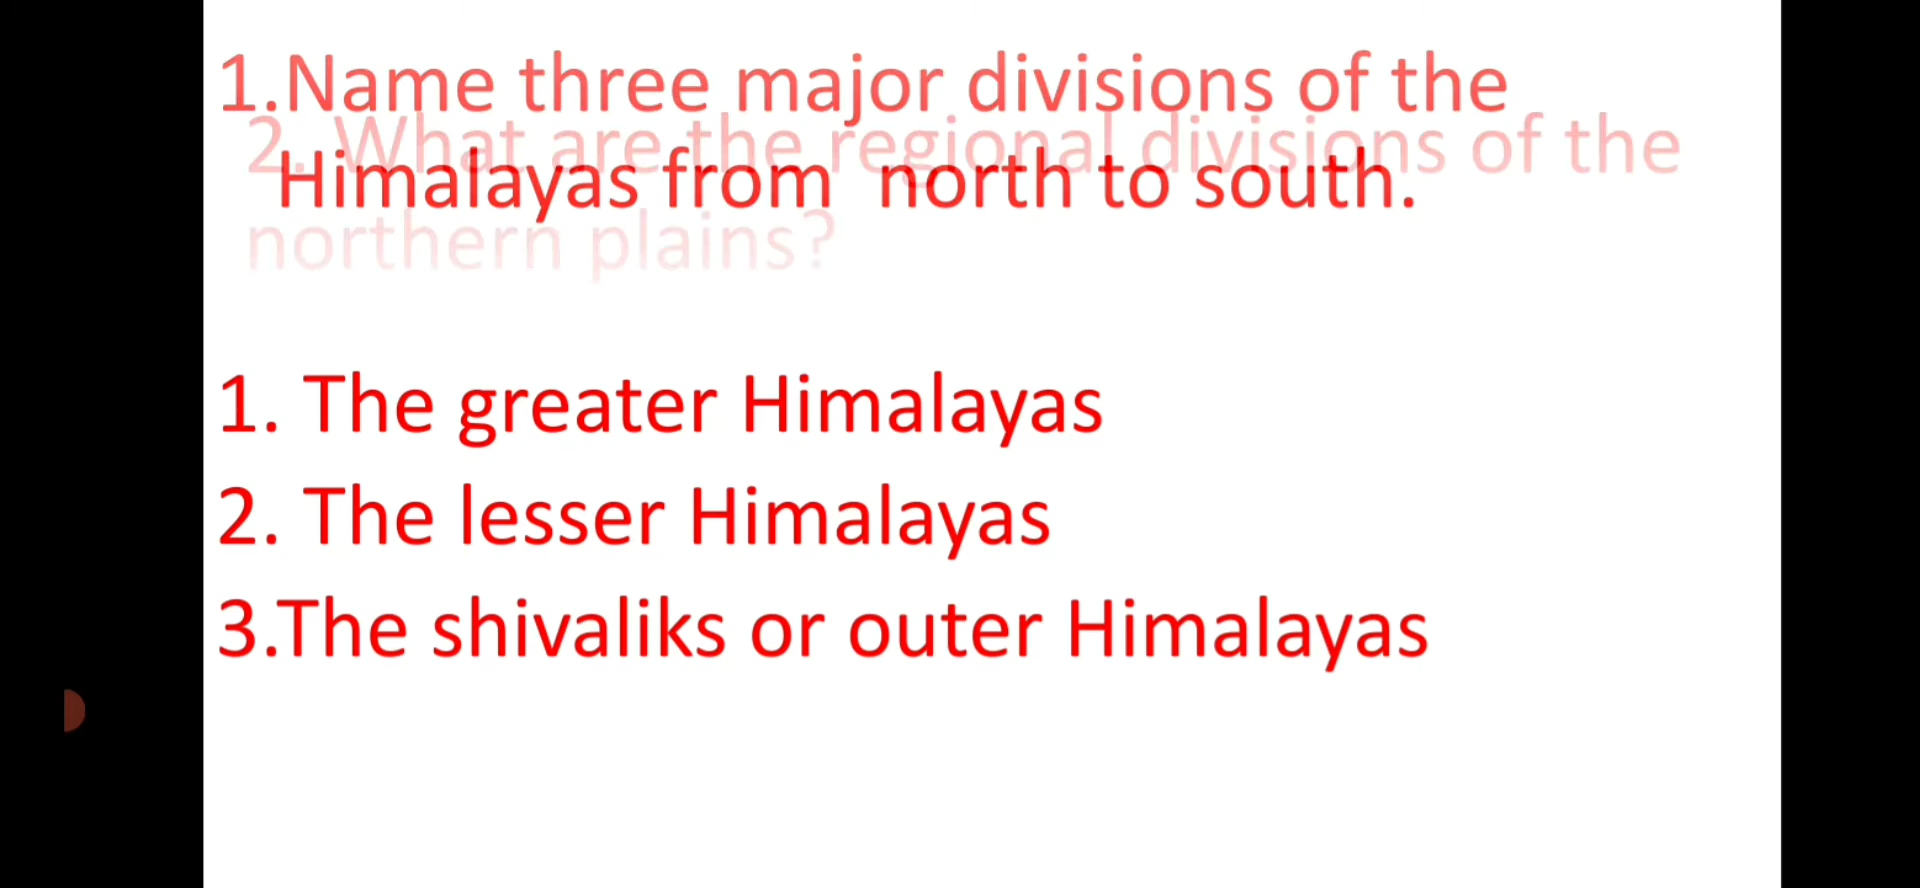 1.Name three major divisions of the
2. What are the regional divisions of the
Himalayas from north to south.
northern plains?
1. The greater Himalayas
2. The lesser Himalayas
3.The shivaliks or outer Himalayas